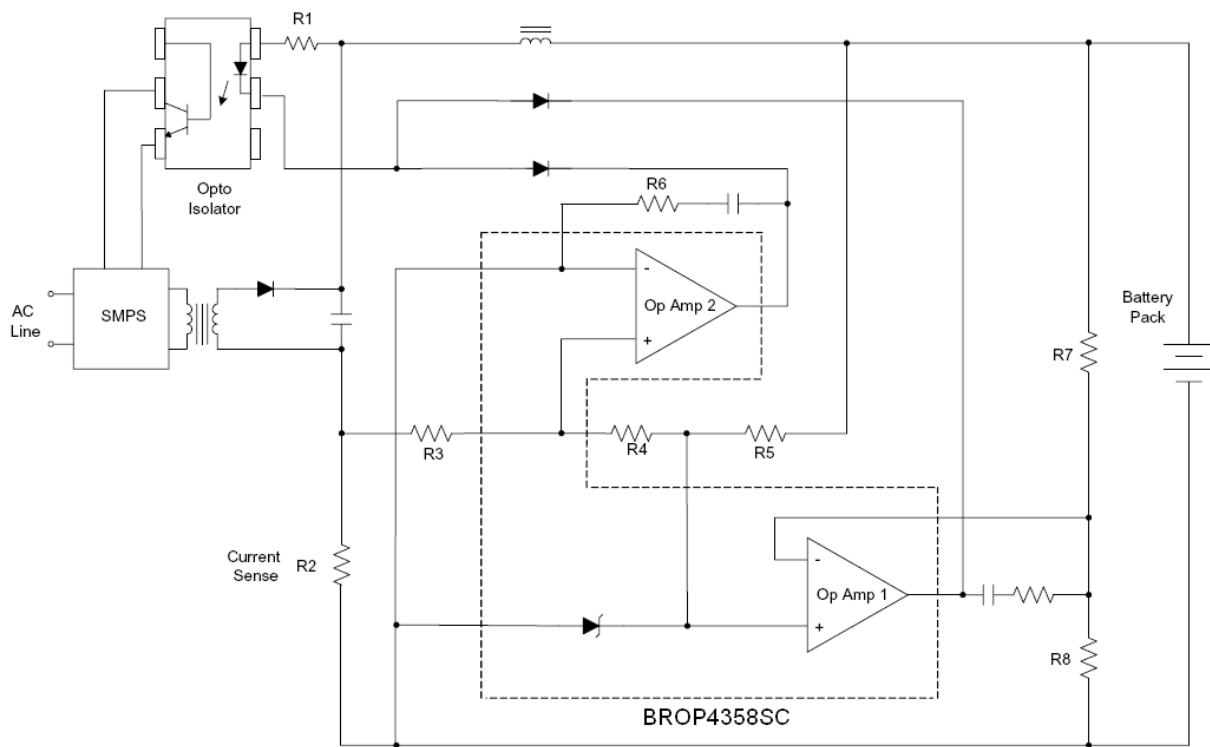 R1
Opto
Isolator
R6
-
Op Amp 2
+
AC
Line
SMPS
Battery
Pack
R7
R3
R4
R5
Current
Sense
R2
-
Op Amp 1
+
R8
BROP4358SC